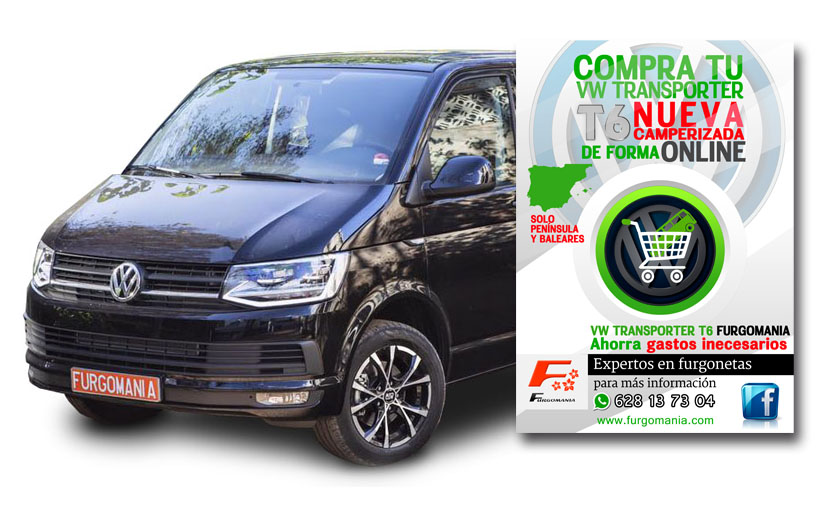 FURGOMANIA
COMPRA TU
VW TRANSPORTER
T6 NUEVA
CAMPERIZADA
DE FORMA ONLINE
SOLO
PENÍNSULA
Y BALEARES
VW TRANSPORTER T6 FURGOMANIA
Ahorra gastos inecesarios
Expertos en furgonetas
FURGOMANIA
para más información
628 13 73 04
www.furgomania.com